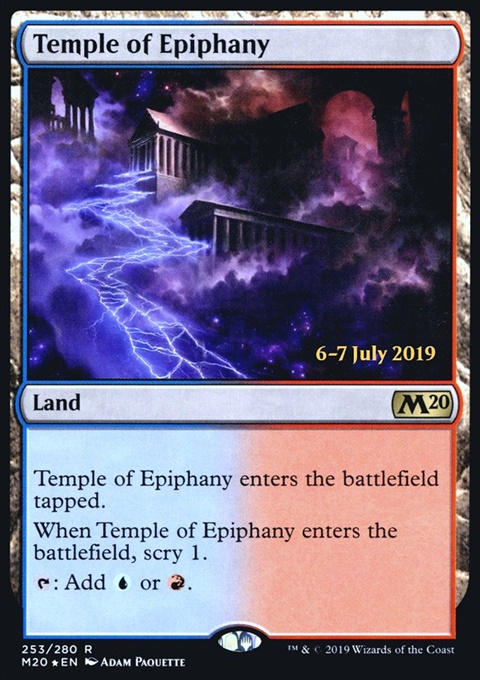 Temple of Epiphany
6–7 July 2019
Land
M20
Temple of Epiphany enters the battlefield
tapped.
When Temple of Epiphany enters the
battlefield, scry 1.
: Add or .
253/280 R
M20 ★ EN Adam Paquette
™ & © 2019 Wizards of the Coast